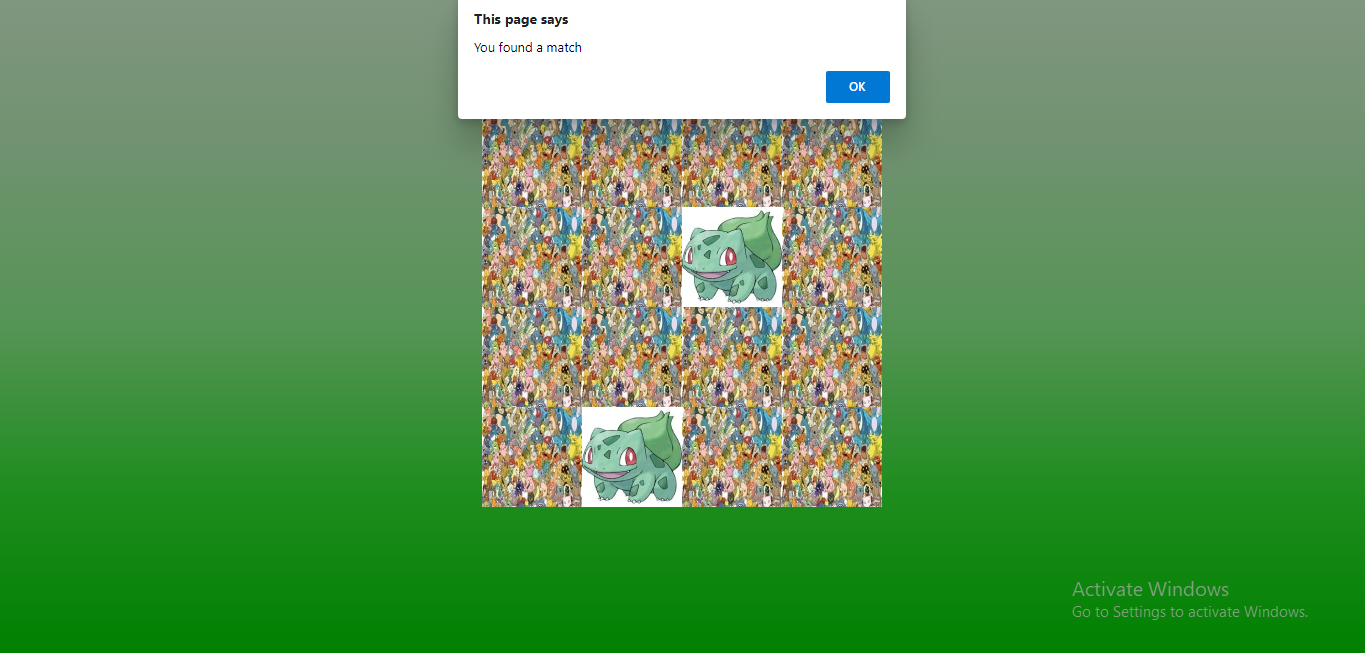 This page says
You found a match
OK
Activate Windows
Go to Settings to activate Windows.